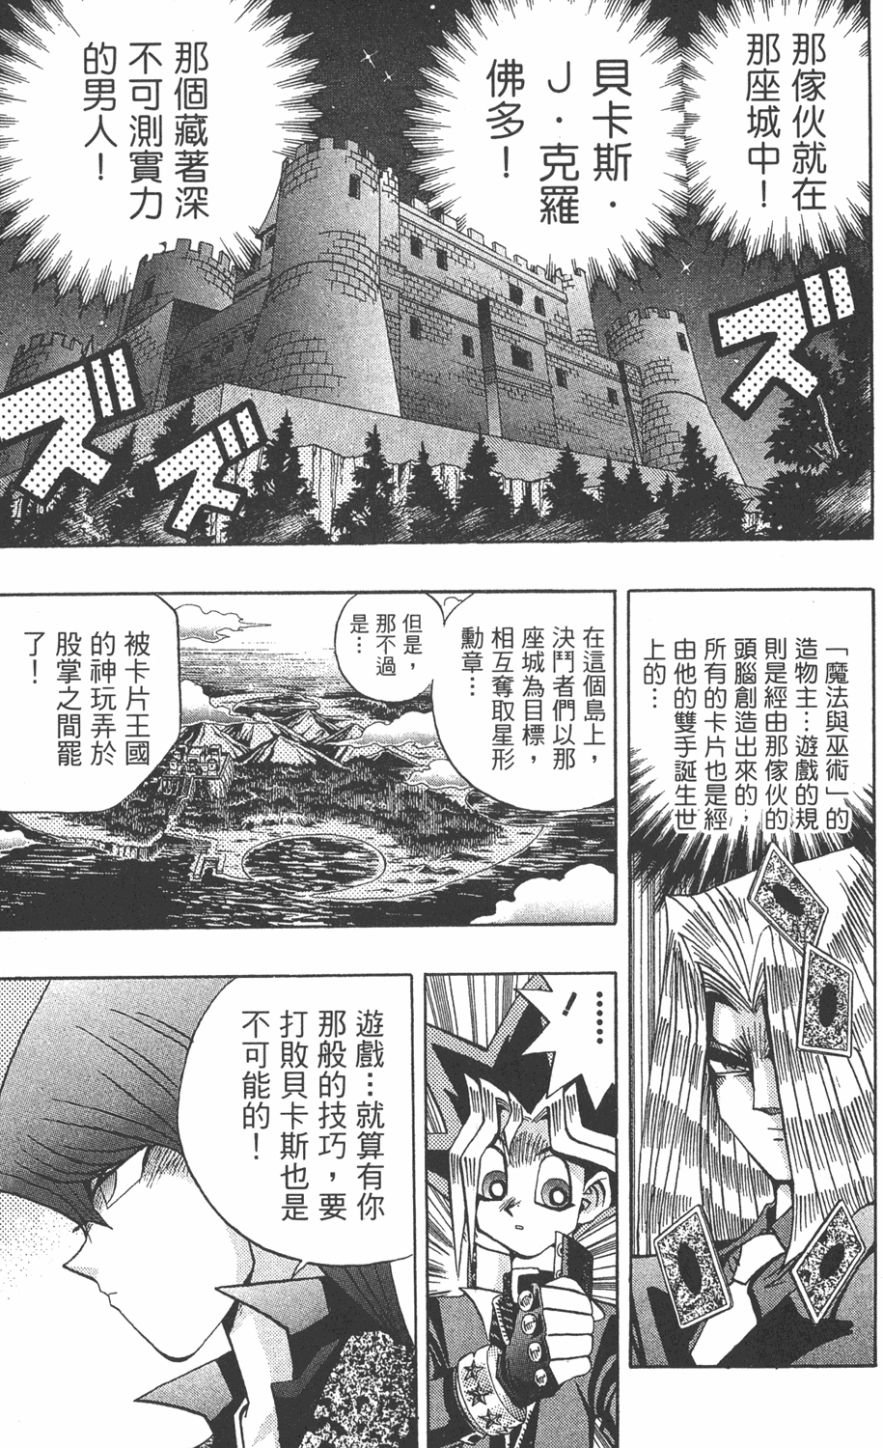 那傢伙就在
那座城中！
貝卡斯．
J．克羅
佛多！
那個藏著深
不可測實力
的男人！
ズ
ズ
ズ
「魔法與巫術」的
造物主…遊戲的規
則是經由那傢伙的
頭腦創造出來的，
所有的卡片也是經
由他的雙手誕生世
上的…
在這個島上，
決鬥者們以那
座城為目標，
相互奪取星形
勳章…
但是，
那不過
是…
被卡片王國
的神玩弄於
股掌之間罷
了！
……
！
遊戲…就算有你
那般的技巧，要
打敗貝卡斯也是
不可能的！